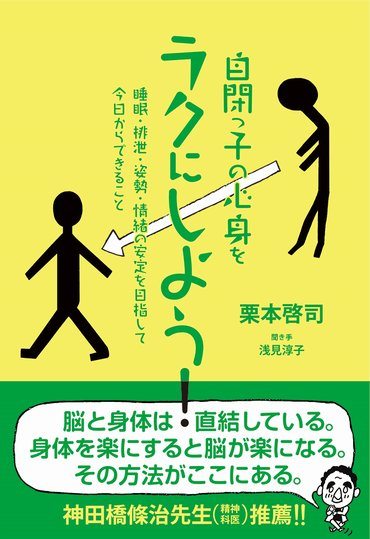 自閉っ子の心身を
ラクにしよう!
睡眠・排泄・姿勢・情緒の安定を目指して
今日からできること
栗本啓司
聞き手
浅見淳子
脳と身体は直結している。
身体を楽にすると脳が楽になる。
その方法がここにある。
神田橋條治先生(精神科医)推薦!!